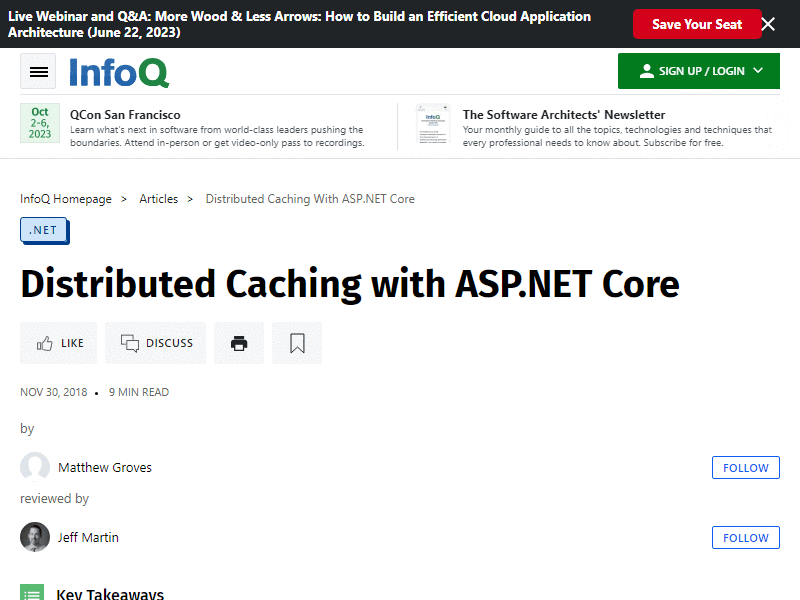 Live Webinar and Q&A: More Wood & Less Arrows: How to Build an Efficient Cloud Application
Architecture (June 22, 2023)
Save Your Seat
InfoQ
SIGN UP / LOGIN
Oct
2-6,
2023
QCon San Francisco
Learn what's next in software from world-class leaders pushing the
boundaries. Attend in-person or get video-only pass to recordings.
The Software Architects' Newsletter
Your monthly guide to all the topics, technologies and techniques that
every professional needs to know about. Subscribe for free.
InfoQ Homepage > Articles > Distributed Caching With ASP.NET Core
.NET
Distributed Caching with ASP.NET Core
LIKE
DISCUSS
NOV 30, 2018 • 9 MIN READ
by
Matthew Groves
FOLLOW
reviewed by
Jeff Martin
FOLLOW
Key Takeaways